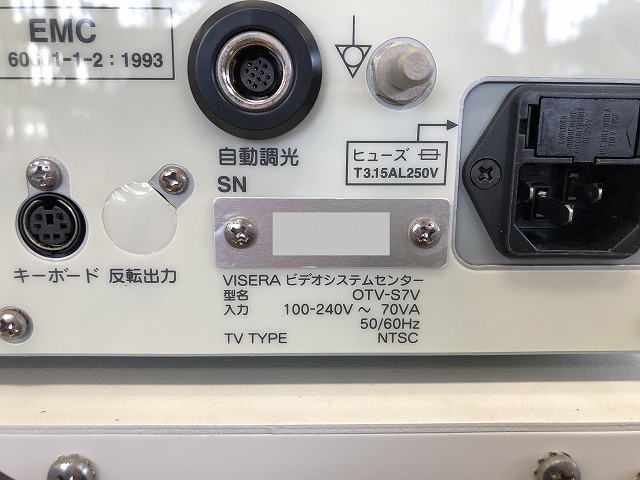 EMC
60601-1-2 : 1993
自動調光
SN
ヒューズ
T3.15AL250V
キーボード
反転出力
VISERA ビデオシステムセンター
型名 OTV-S7V
入力 100-240V ～ 70VA
50/60Hz
TV TYPE NTSC